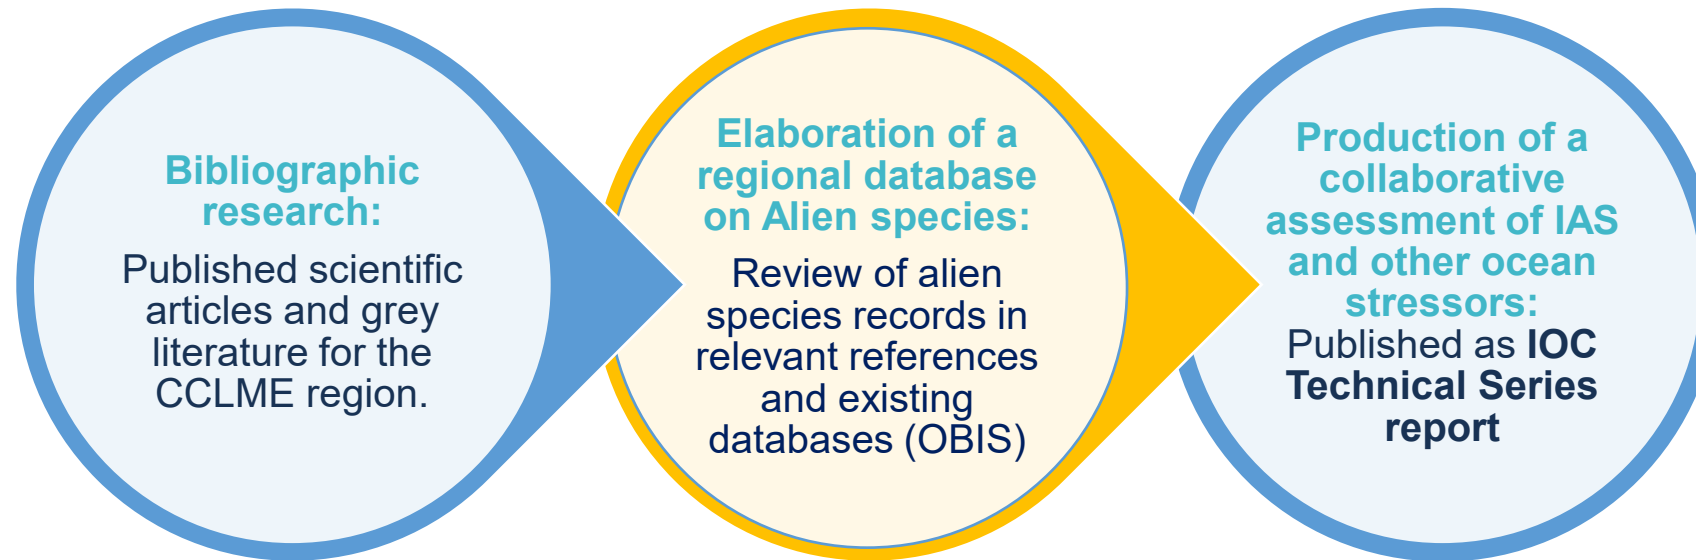 Bibliographic
research:
Published scientific
articles and grey
literature for the
CCLME region.
Elaboration of a
regional database
on Alien species:
Review of alien
species records in
relevant references
and existing
databases (OBIS)
Production of a
collaborative
assessment of IAS
and other ocean
stressors:
Published as IOC
Technical Series
report